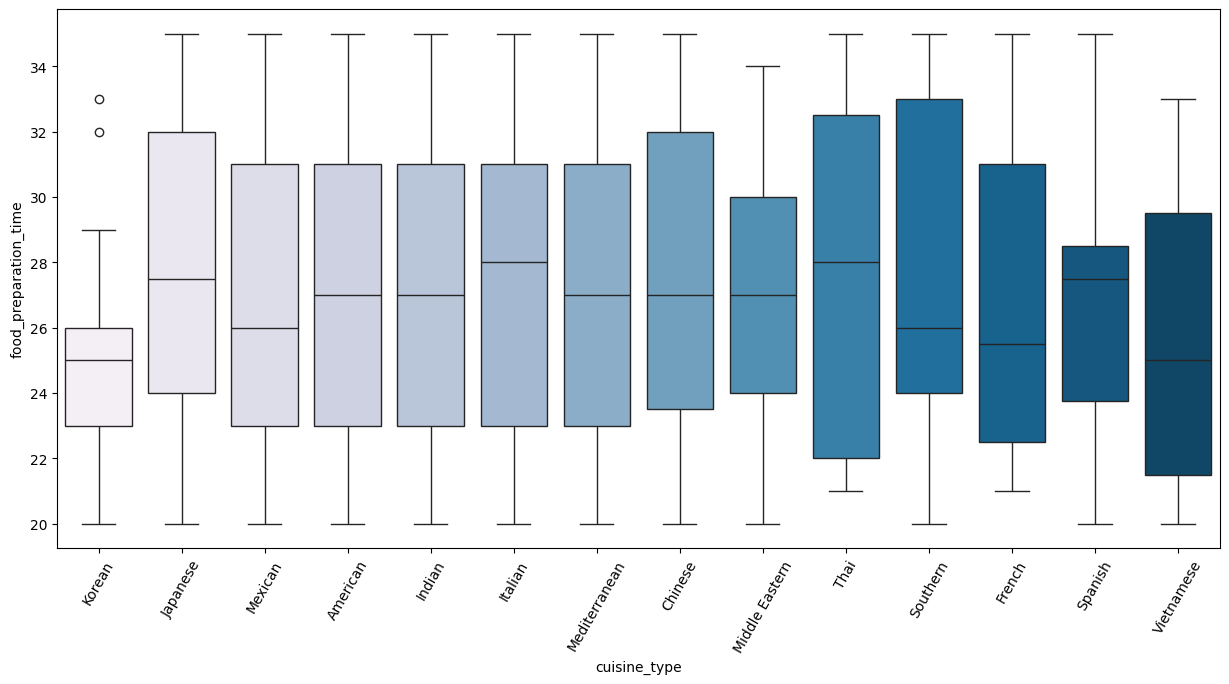 food_preparation_time
34
32
30
28
26
24
22
20
Korean
Japanese
Mexican
American
Indian
Italian
Mediterranean
Chinese
Middle Eastern
Thai
Southern
French
Spanish
Vietnamese
cuisine_type